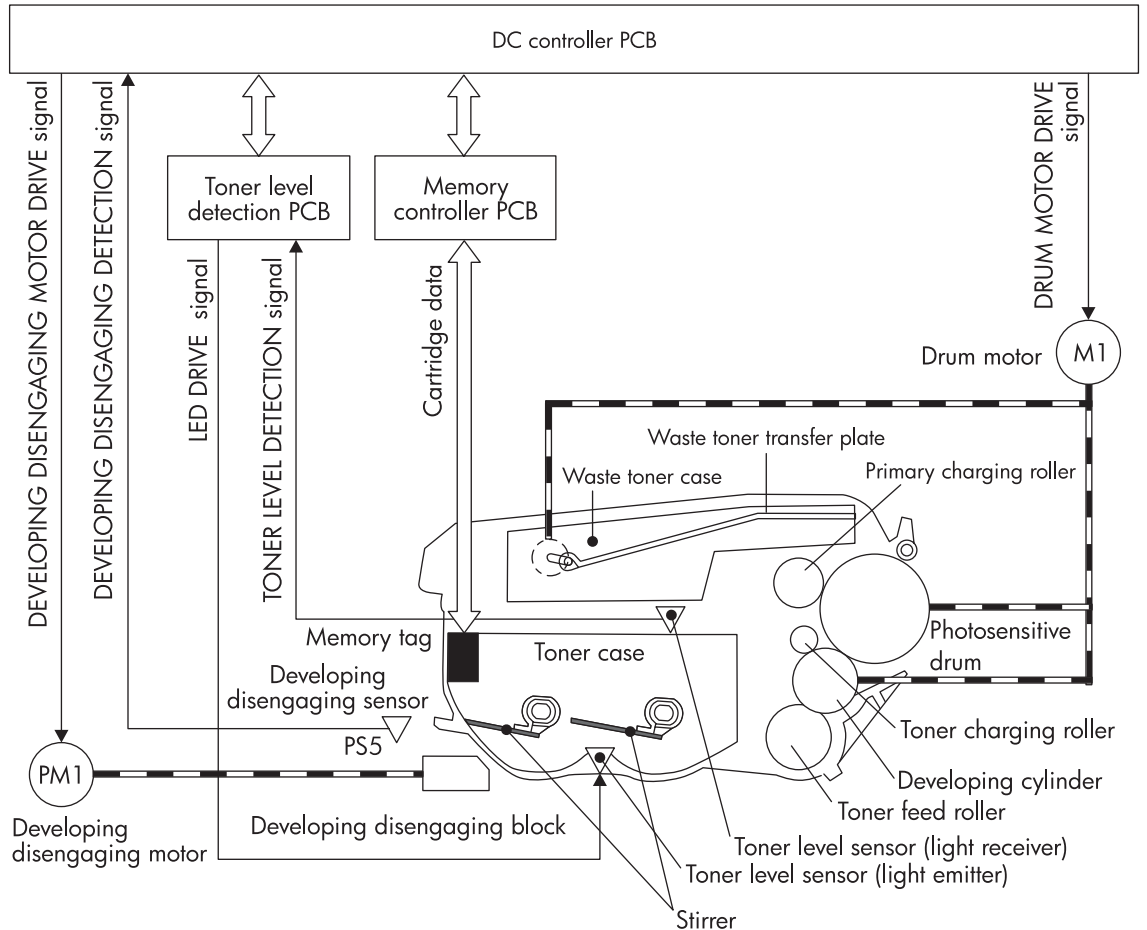 DC controller PCB
DEVELOPING DISENGAGING MOTOR DRIVE signal
DEVELOPING DISENGAGING DETECTION signal
DRUM MOTOR DRIVE
signal
Toner level
detection PCB
Memory
controller PCB
LED DRIVE signal
TONER LEVEL DETECTION signal
Cartridge data
Drum motor
M1
Waste toner transfer plate
Primary charging roller
Waste toner case
Memory tag
Toner case
Photosensitive
drum
Developing
disengaging sensor
PS5
Toner charging roller
PM1
Developing cylinder
Toner feed roller
Developing disengaging block
Developing
disengaging motor
Toner level sensor (light receiver)
Toner level sensor (light emitter)
Stirrer